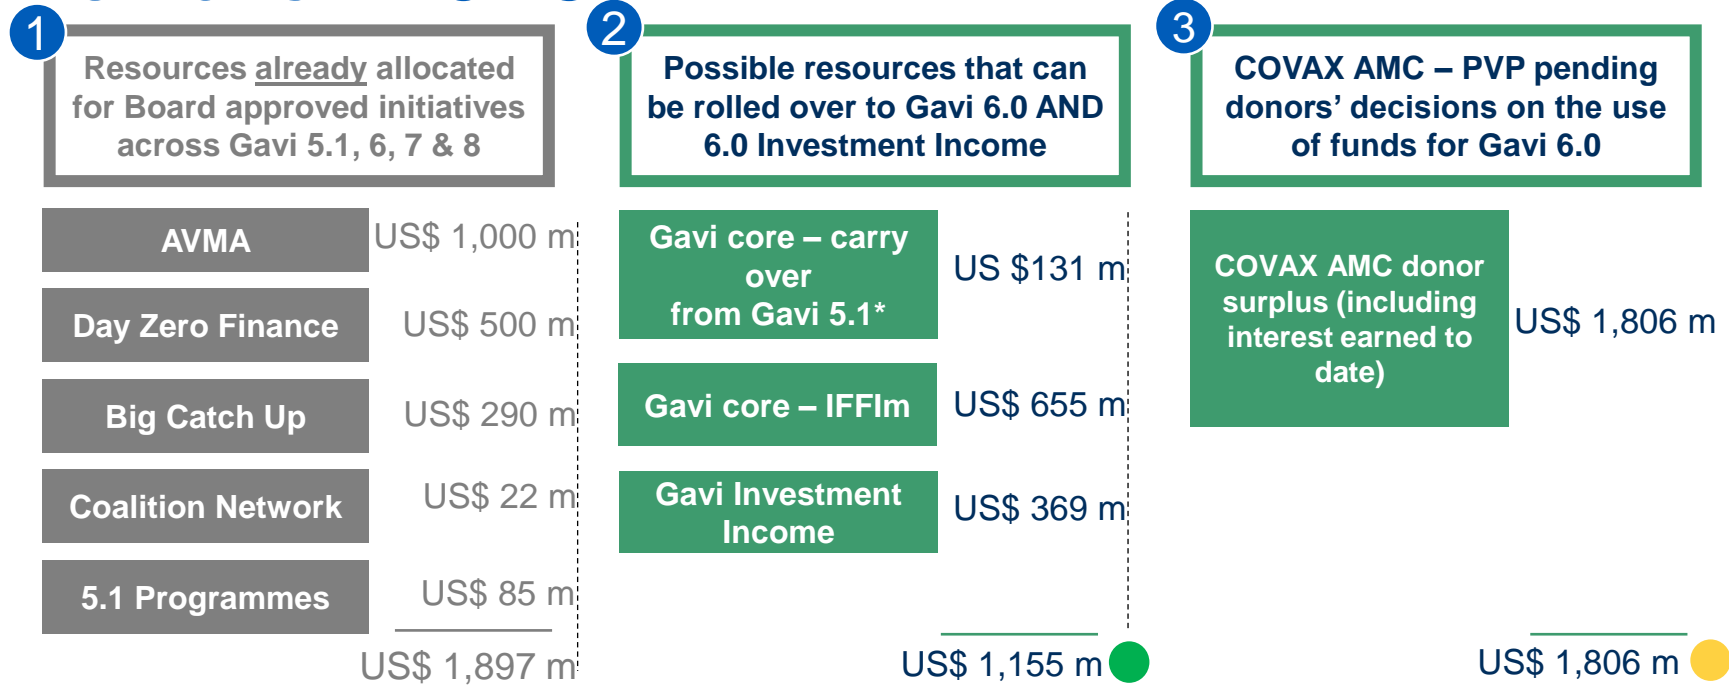 1
Resources already allocated
for Board approved initiatives
across Gavi 5.1, 6, 7 & 8
AVMA
US$ 1,000 m
Day Zero Finance
US$ 500 m
Big Catch Up
US$ 290 m
Coalition Network
US$ 22 m
5.1 Programmes
US$ 85 m
US$ 1,897 m
2
Possible resources that can
be rolled over to Gavi 6.0 AND
6.0 Investment Income
Gavi core – carry
over
from Gavi 5.1*
US $131 m
Gavi core – IFFIm
US$ 655 m
Gavi Investment
Income
US$ 369 m
US$ 1,155 m
3
COVAX AMC – PVP pending
donors’ decisions on the use
of funds for Gavi 6.0
COVAX AMC donor
surplus (including
interest earned to
date)
US$ 1,806 m
US$ 1,806 m